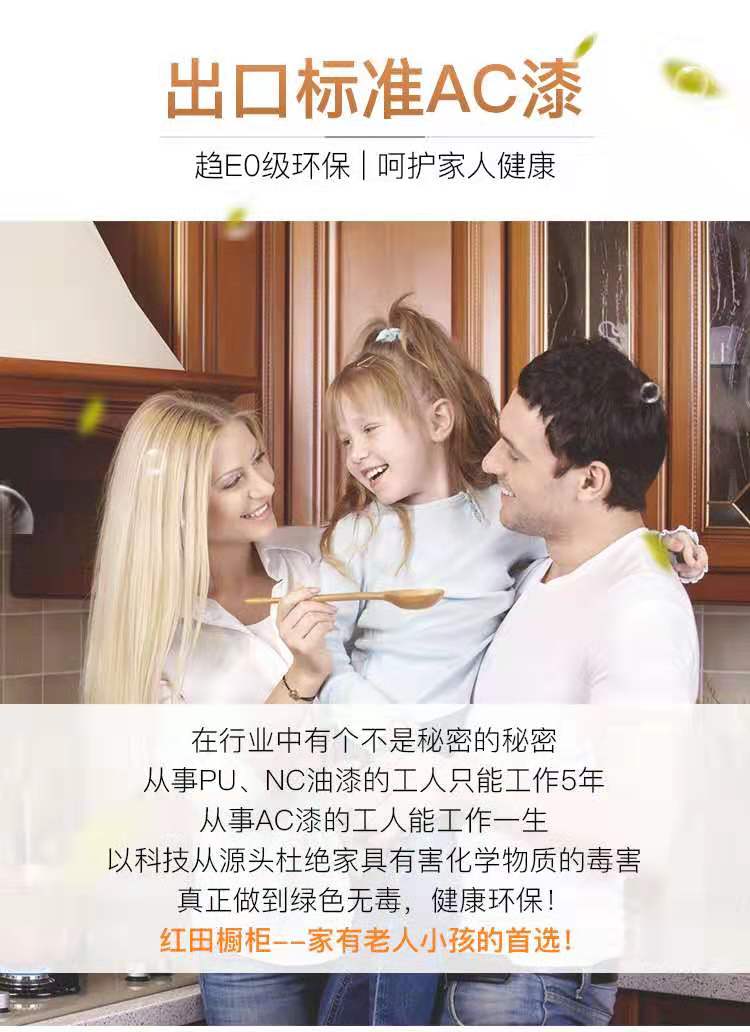 出口标准AC漆
趋E0级环保 | 呵护家人健康
在行业中有个不是秘密的秘密
从事PU、NC油漆的工人只能工作5年
从事AC漆的工人能工作一生
以科技从源头杜绝家具有害化学物质的毒害
真正做到绿色无毒，健康环保！
红田橱柜--家有老人小孩的首选！